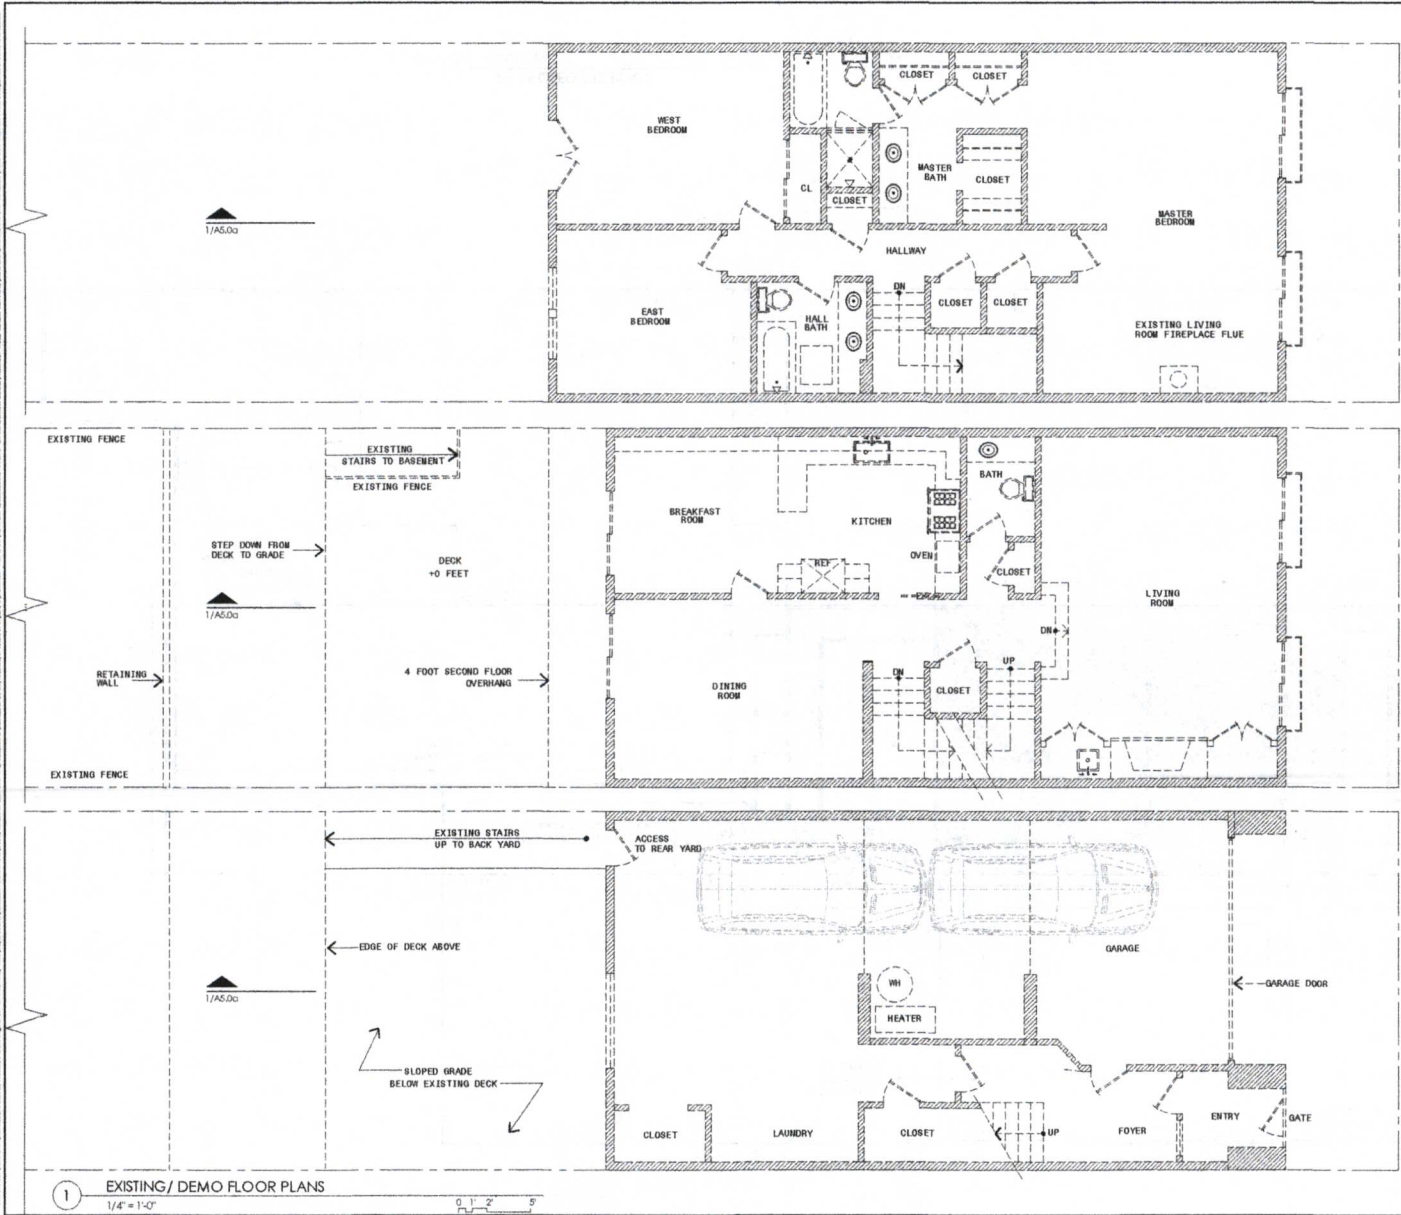 CLOSET
CLOSET
WEST
BEDROOM
MASTER
BATH
CLOSET
CL
CLOSET
MASTER
BEDROOM
1/A5.0a
HALLWAY
DN
CLOSET
CLOSET
EAST
BEDROOM
HALL
BATH
EXISTING LIVING
ROOM FIREPLACE FLUE
EXISTING FENCE
EXISTING
STAIRS TO BASEMENT
EXISTING FENCE
BATH
BREAKFAST
ROOM
KITCHEN
STEP DOWN FROM
DECK TO GRADE
DECK
+0 FEET
OVEN
REF
CLOSET
LIVING
ROOM
1/A5.0a
DN
UP
RETAINING
WALL
4 FOOT SECOND FLOOR
OVERHANG
DINING
ROOM
DN
CLOSET
EXISTING FENCE
EXISTING STAIRS
UP TO BACK YARD
ACCESS
TO REAR YARD
EDGE OF DECK ABOVE
GARAGE
1/A5.0a
WH
GARAGE DOOR
HEATER
SLOPED GRADE
BELOW EXISTING DECK
ENTRY
GATE
CLOSET
LAUNDRY
CLOSET
UP
FOYER
1
EXISTING/ DEMO FLOOR PLANS
1/4" = 1'-0"
0 1' 2' 5'